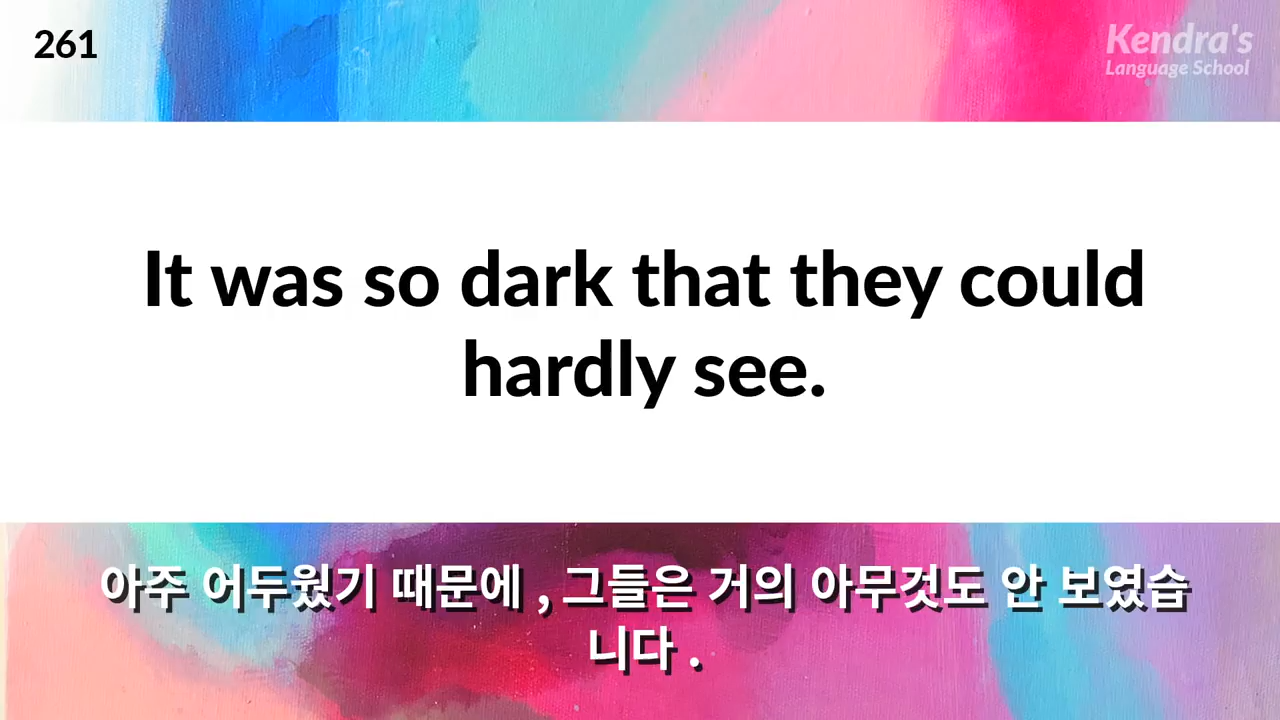 261
Kendra's
Language School
It was so dark that they could
hardly see.
아주 어두웠기 때문에 , 그들은 거의 아무것도 안 보였습
니다 .